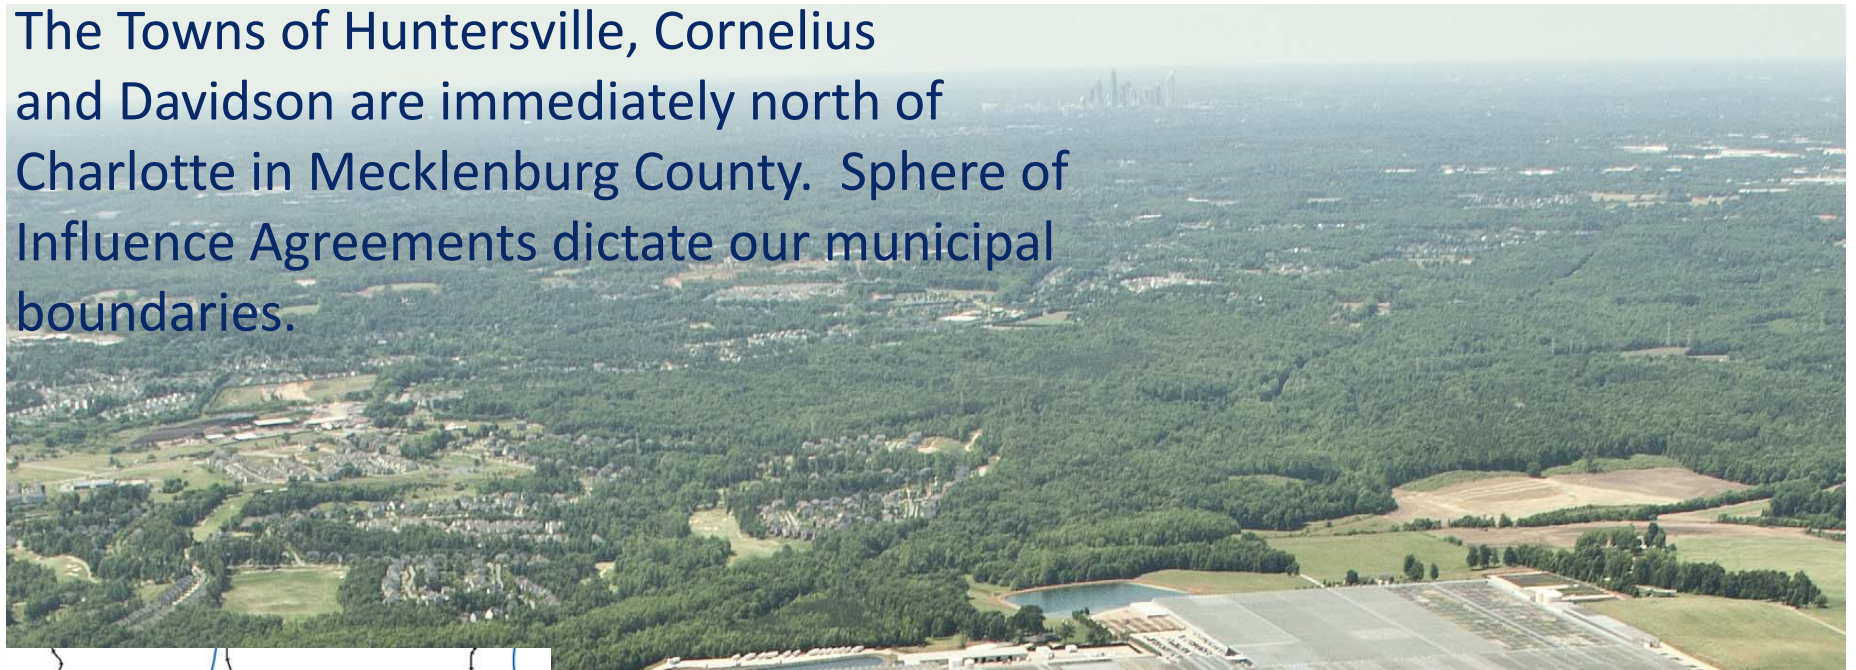 The Towns of Huntersville, Cornelius
and Davidson are immediately north of
Charlotte in Mecklenburg County.  Sphere of
Influence Agreements dictate our municipal
boundaries.